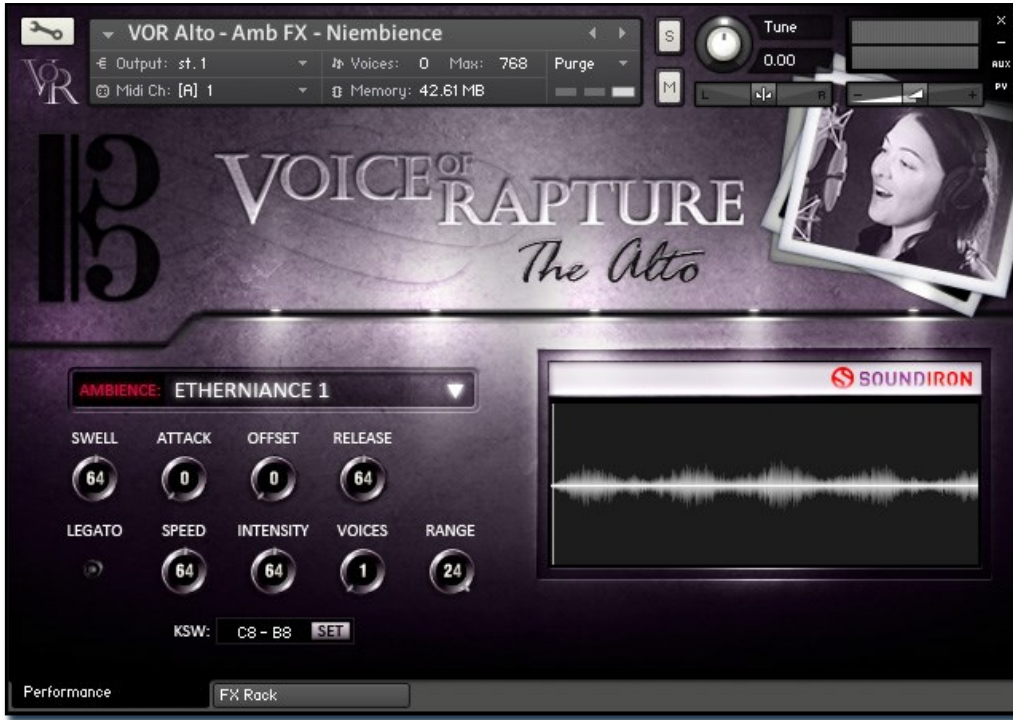 VOR Alto - Amb FX - Niembience
Output: st.1 Voices: 0 Max: 768 Purge
Midi Ch: [A] 1 Memory: 42.61 MB
S
M
Tune
0.00
L R - +
×
–
AUX
PV
VOR
VOICE OF RAPTURE
The Alto
AMBIENCE: ETHERNIANCE 1
SOUNDIRON
SWELL ATTACK OFFSET RELEASE
64 0 0 64
LEGATO SPEED INTENSITY VOICES RANGE
64 64 1 24
KSW: C8 - B8 SET
Performance FX Rack